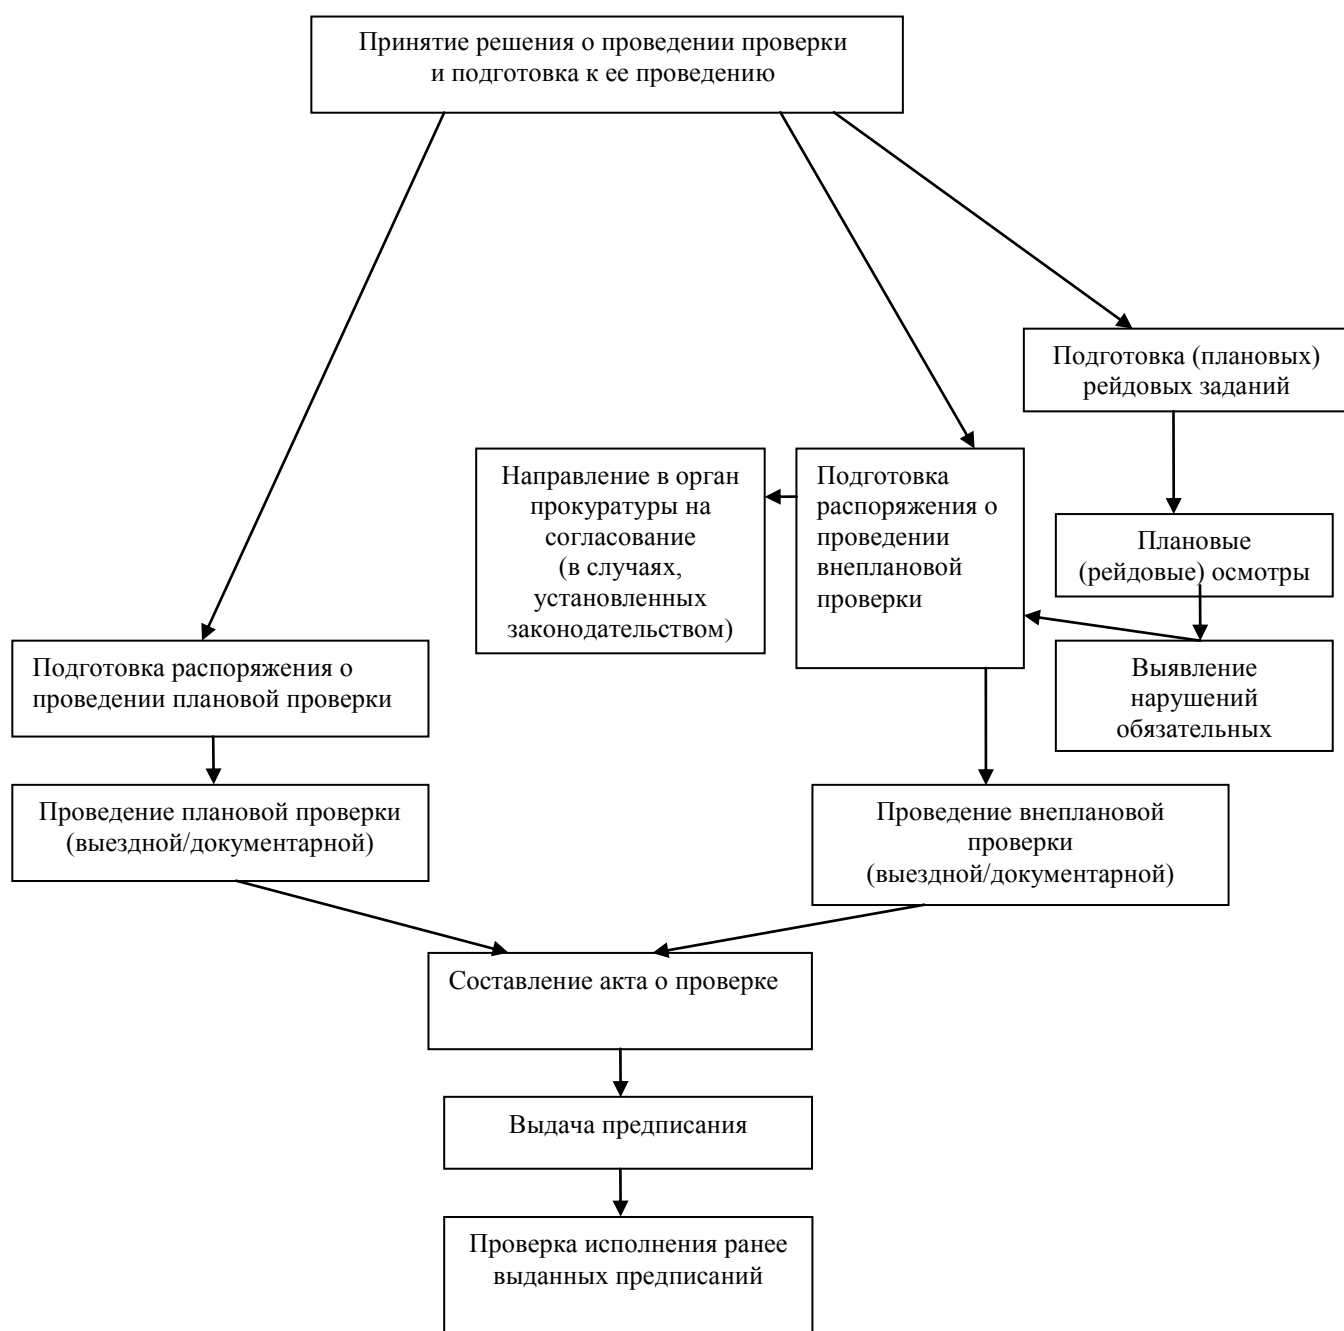 Принятие решения о проведении проверки
и подготовка к ее проведению
Подготовка (плановых)
рейдовых заданий
Направление в орган
прокуратуры на
согласование
(в случаях,
установленных
законодательством)
Подготовка
распоряжения о
проведении
внеплановой
проверки
Плановые
(рейдовые) осмотры
Подготовка распоряжения о
проведении плановой проверки
Выявление
нарушений
обязательных
Проведение плановой проверки
(выездной/документарной)
Проведение внеплановой
проверки
(выездной/документарной)
Составление акта о проверке
Выдача предписания
Проверка исполнения ранее
выданных предписаний